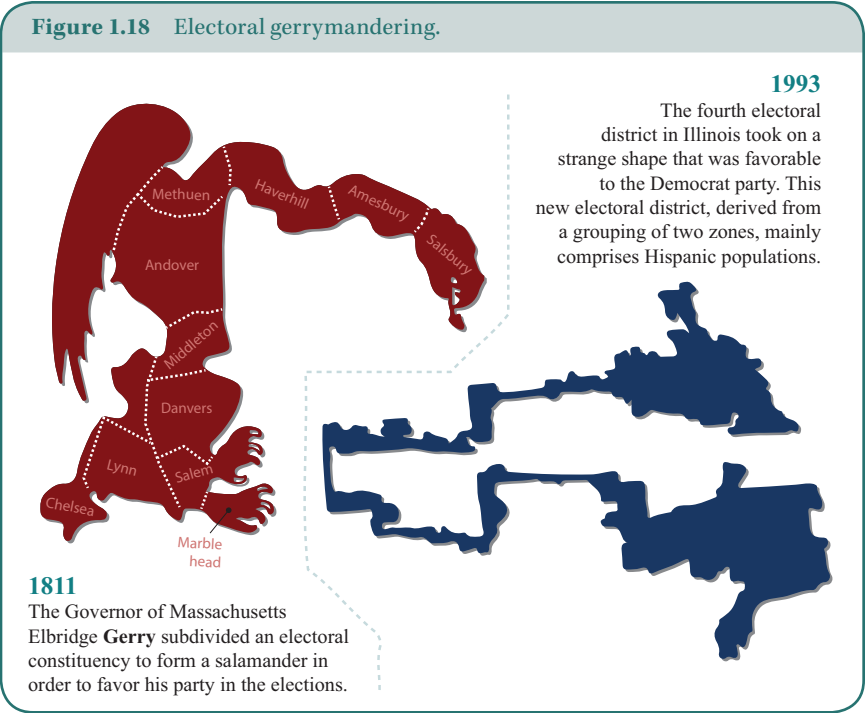 Figure 1.18 Electoral gerrymandering.
1993
The fourth electoral
district in Illinois took on a
strange shape that was favorable
to the Democrat party. This
new electoral district, derived from
a grouping of two zones, mainly
comprises Hispanic populations.
Methuen
Haverhill
Amesbury
Salsbury
Andover
Middleton
Danvers
Lynn
Salem
Chelsea
Marble
head
1811
The Governor of Massachusetts
Elbridge Gerry subdivided an electoral
constituency to form a salamander in
order to favor his party in the elections.